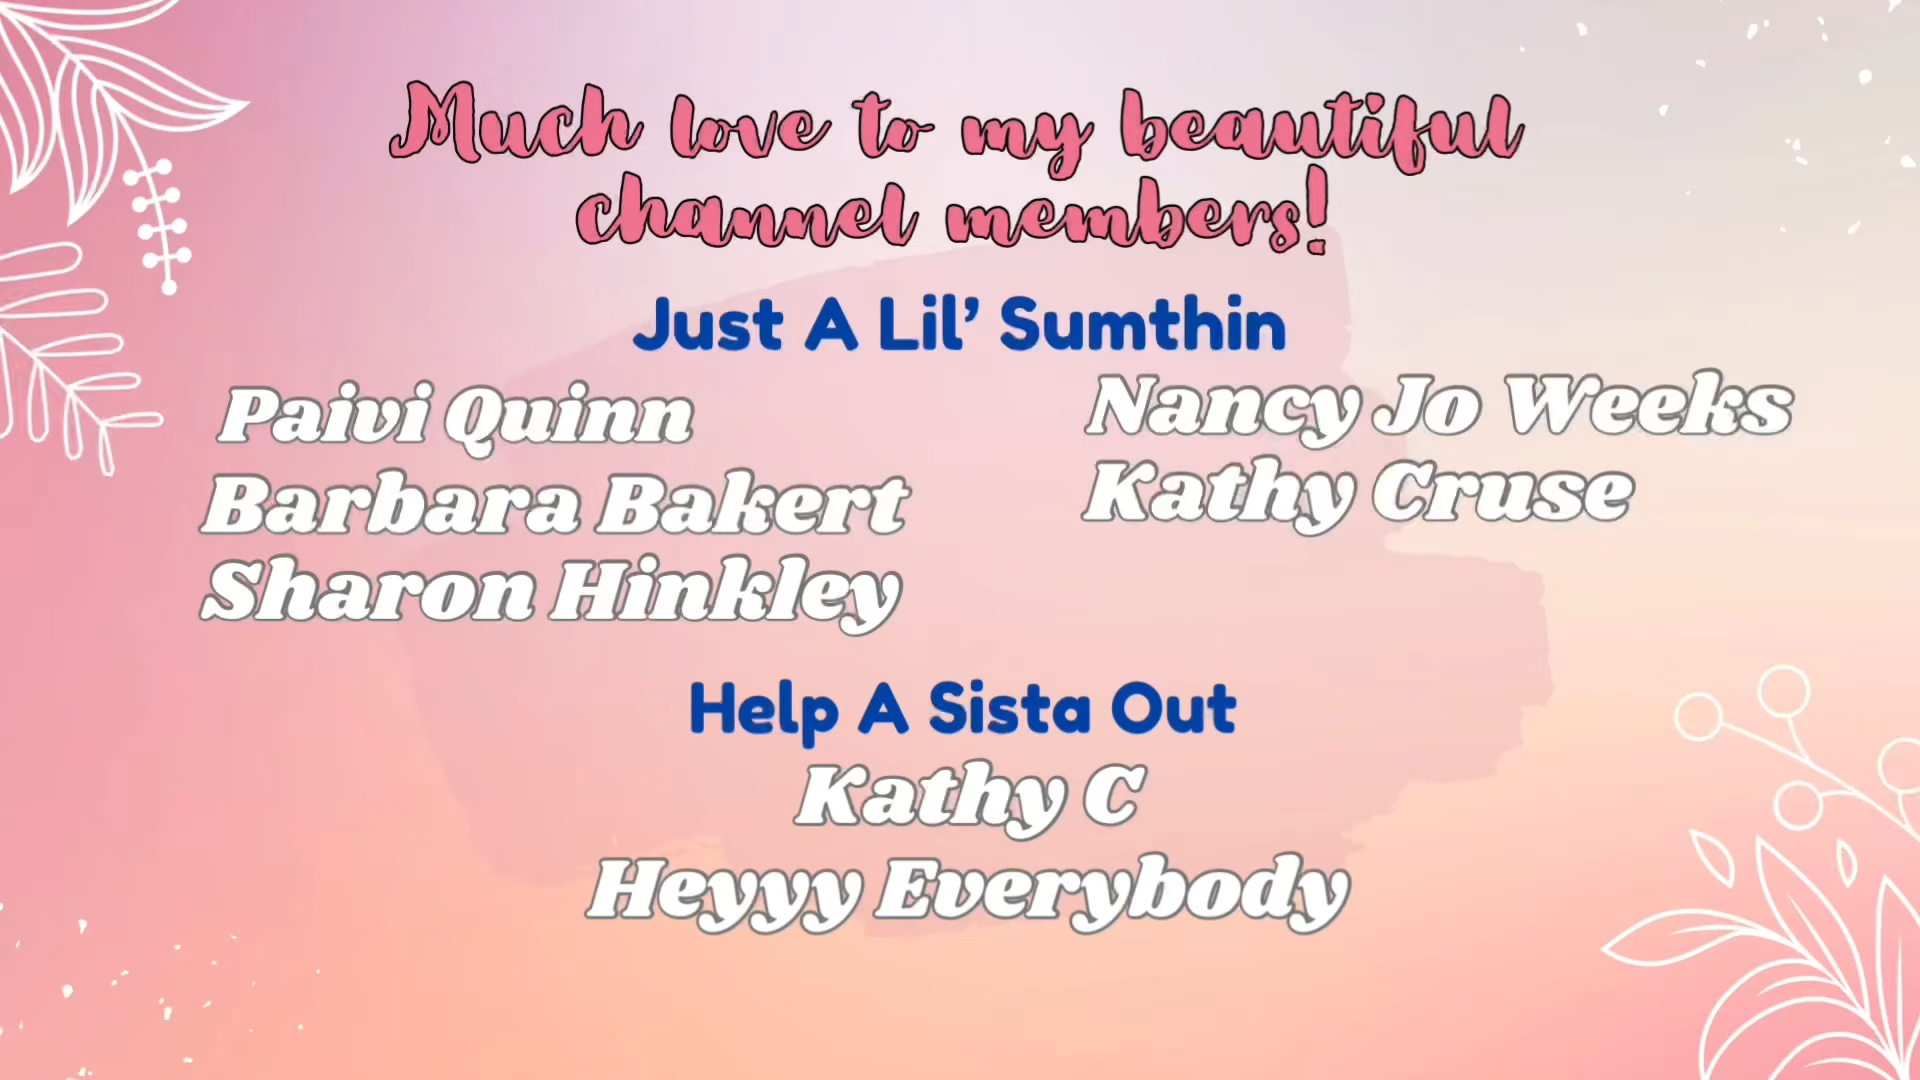 Much love to my beautiful
channel members!
Just A Lil’ Sumthin
Paivi Quinn
Barbara Bakert
Sharon Hinkley
Nancy Jo Weeks
Kathy Cruse
Help A Sista Out
Kathy C
Heyyy Everybody